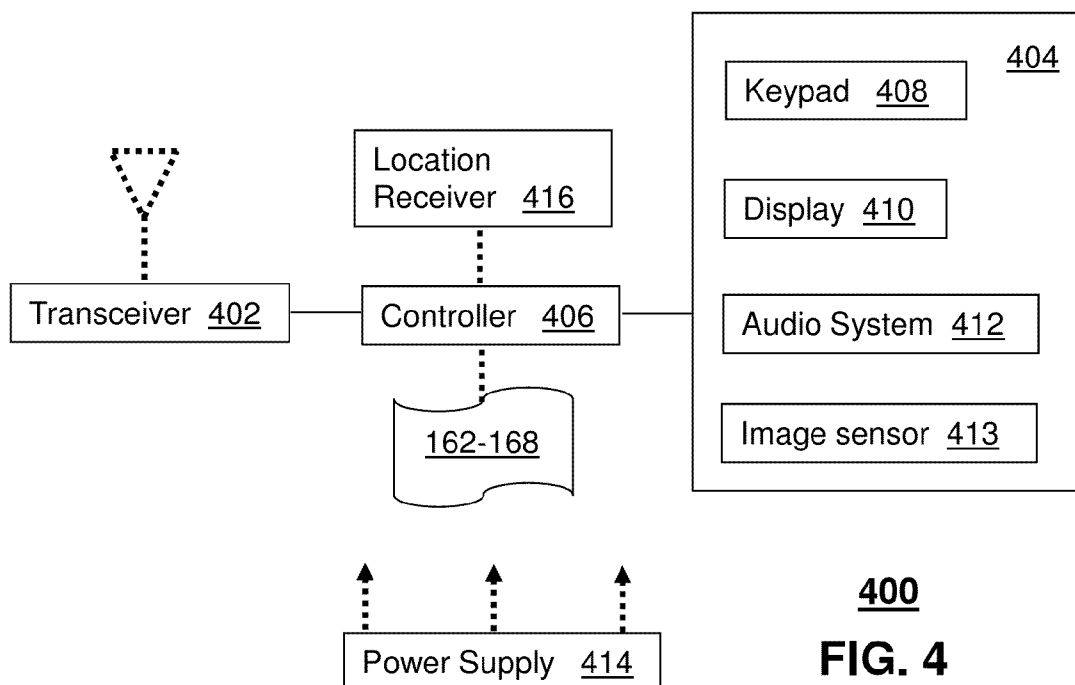 404
Keypad 408
Location
Receiver 416
Display 410
Transceiver 402
Controller 406
Audio System 412
162-168
Image sensor 413
400
Power Supply 414
FIG. 4